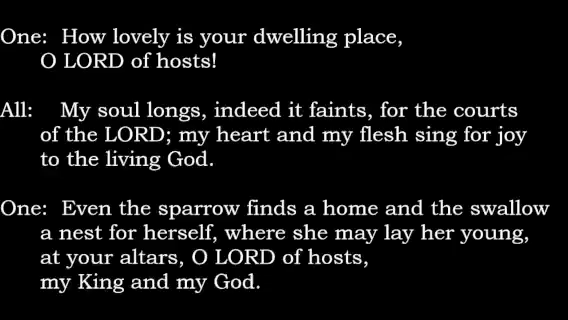 One:  How lovely is your dwelling place,
O LORD of hosts!
All:    My soul longs, indeed it faints, for the courts
of the LORD; my heart and my flesh sing for joy
to the living God.
One:  Even the sparrow finds a home and the swallow
a nest for herself, where she may lay her young,
at your altars, O LORD of hosts,
my King and my God.